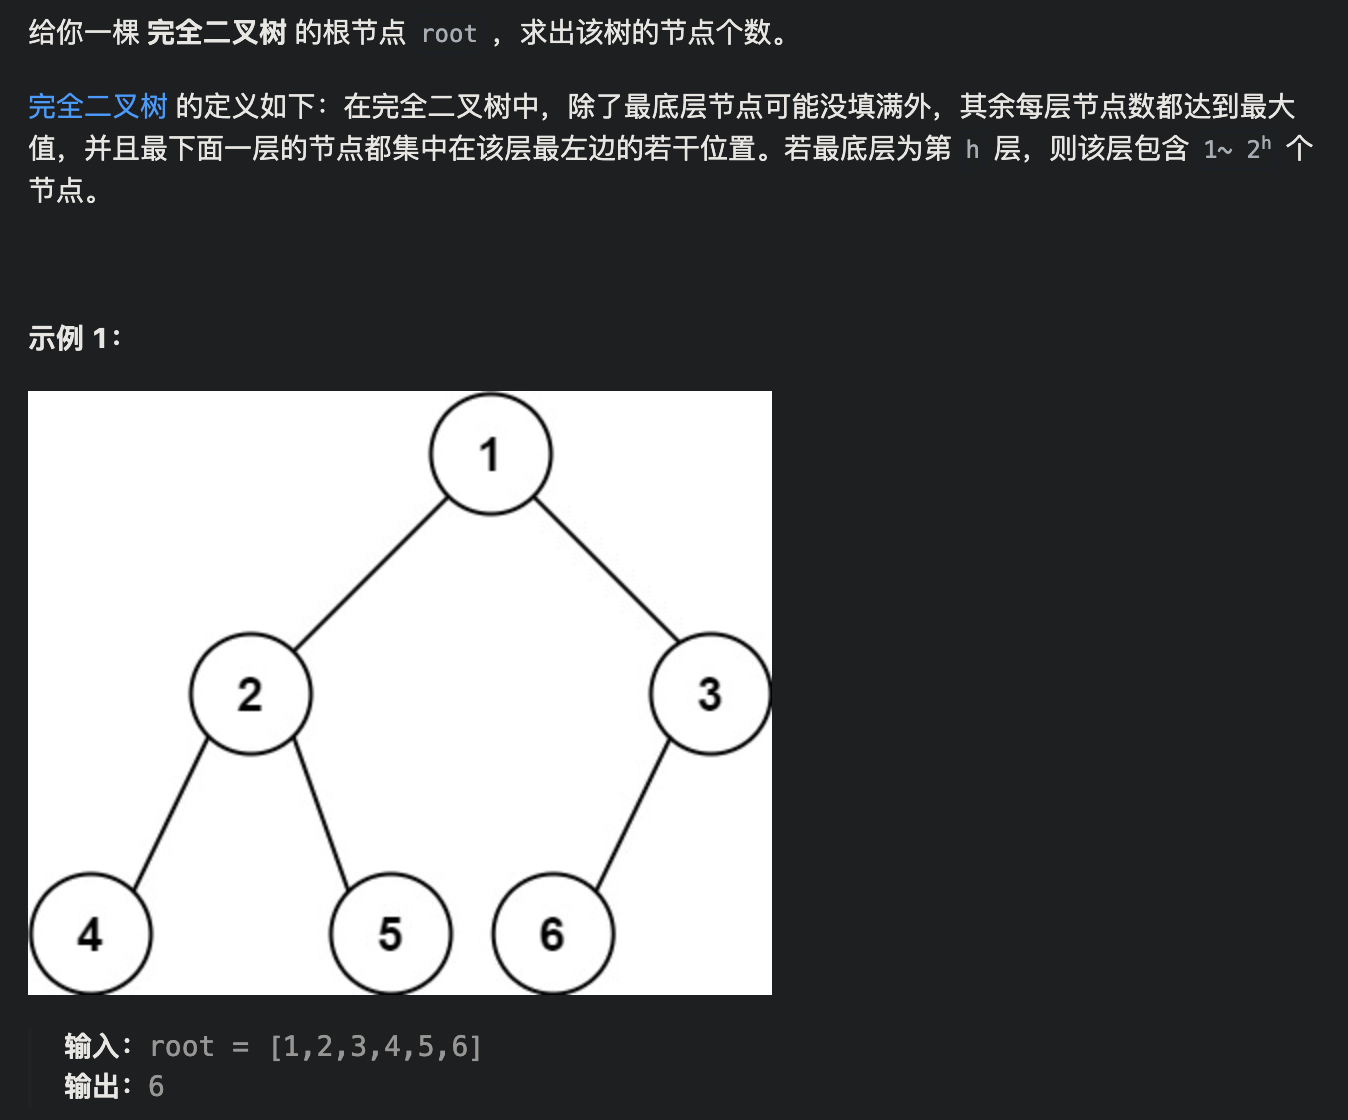 给你一棵 完全二叉树 的根节点 root ，求出该树的节点个数。
完全二叉树 的定义如下：在完全二叉树中，除了最底层节点可能没填满外，其余每层节点数都达到最大
值，并且最下面一层的节点都集中在该层最左边的若干位置。若最底层为第 h 层，则该层包含 1~ 2ʰ 个
节点。
示例 1：
1
2 3
4 5 6
输入：root = [1,2,3,4,5,6]
输出：6